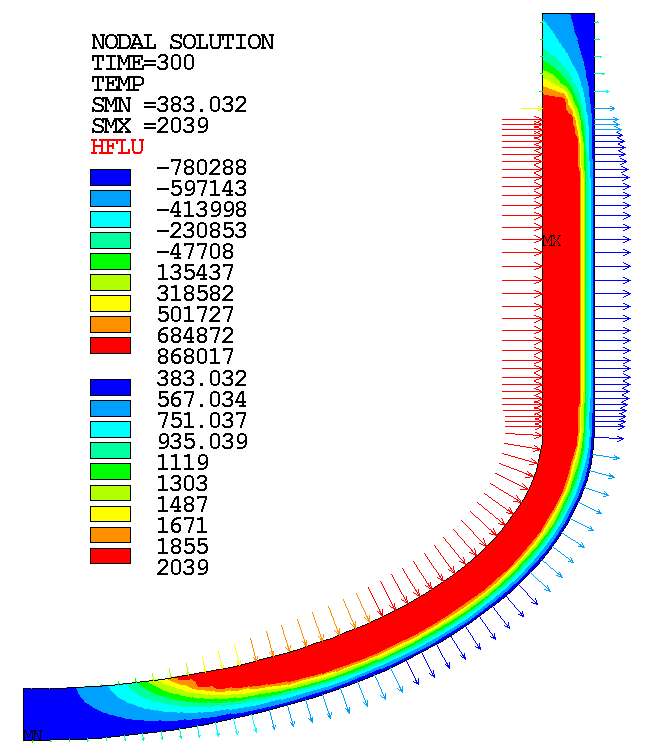 NODAL SOLUTION
TIME=300
TEMP
SMN =383.032
SMX =2039
HFLU
-780288
-597143
-413998
-230853
-47708
135437
318582
501727
684872
868017
383.032
567.034
751.037
935.039
1119
1303
1487
1671
1855
2039
MX
MN